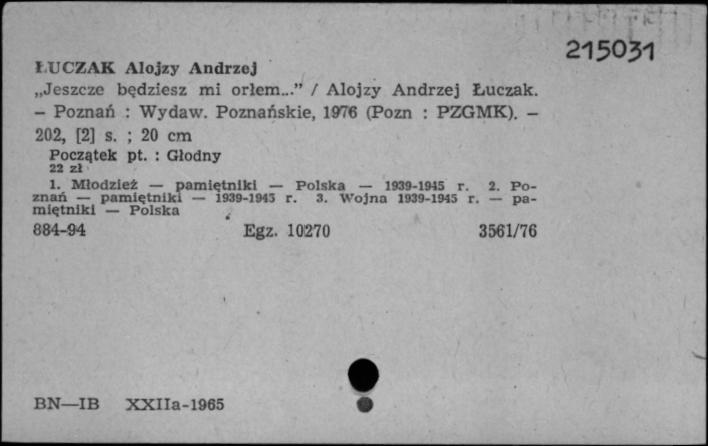 215031
ŁUCZAK Alojzy Andrzej
„Jeszcze będziesz mi orłem...” / Alojzy Andrzej Łuczak.
— Poznań : Wydaw. Poznańskie, 1976 (Pozn : PZGMK). —
202, [2] s. ; 20 cm
Początek pt. : Głodny
22 zł
1. Młodzież — pamiętniki — Polska — 1939-1945 r. 2. Po-
znań — pamiętniki — 1939-1945 r. 3. Wojna 1939-1945 r. — pa-
miętniki — Polska
884-94 Egz. 10270 3561/76
BN—IB XXIIa-1965